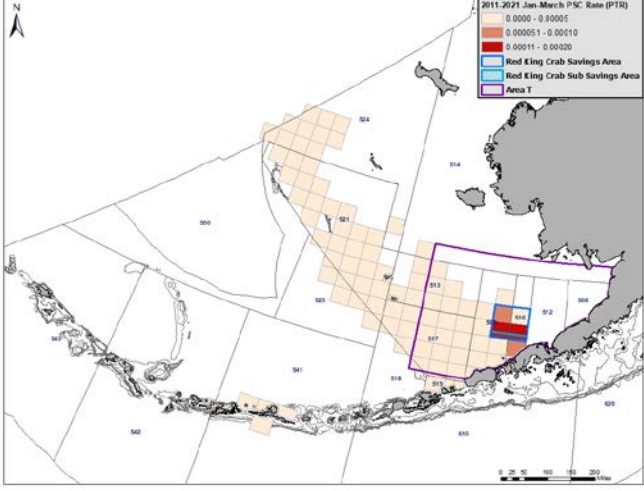 N
2011-2021 Jan-March PSC Rate (PTR)
0.0000 - 0.00005
0.000051 - 0.00010
0.00011 - 0.00020
Red King Crab Savings Area
Red King Crab Sub Savings Area
Area T
524
514
550
521
513
516
512
508
523
517
543
541
518
515
542
610
620
0 25 50 100 150 200
Miles